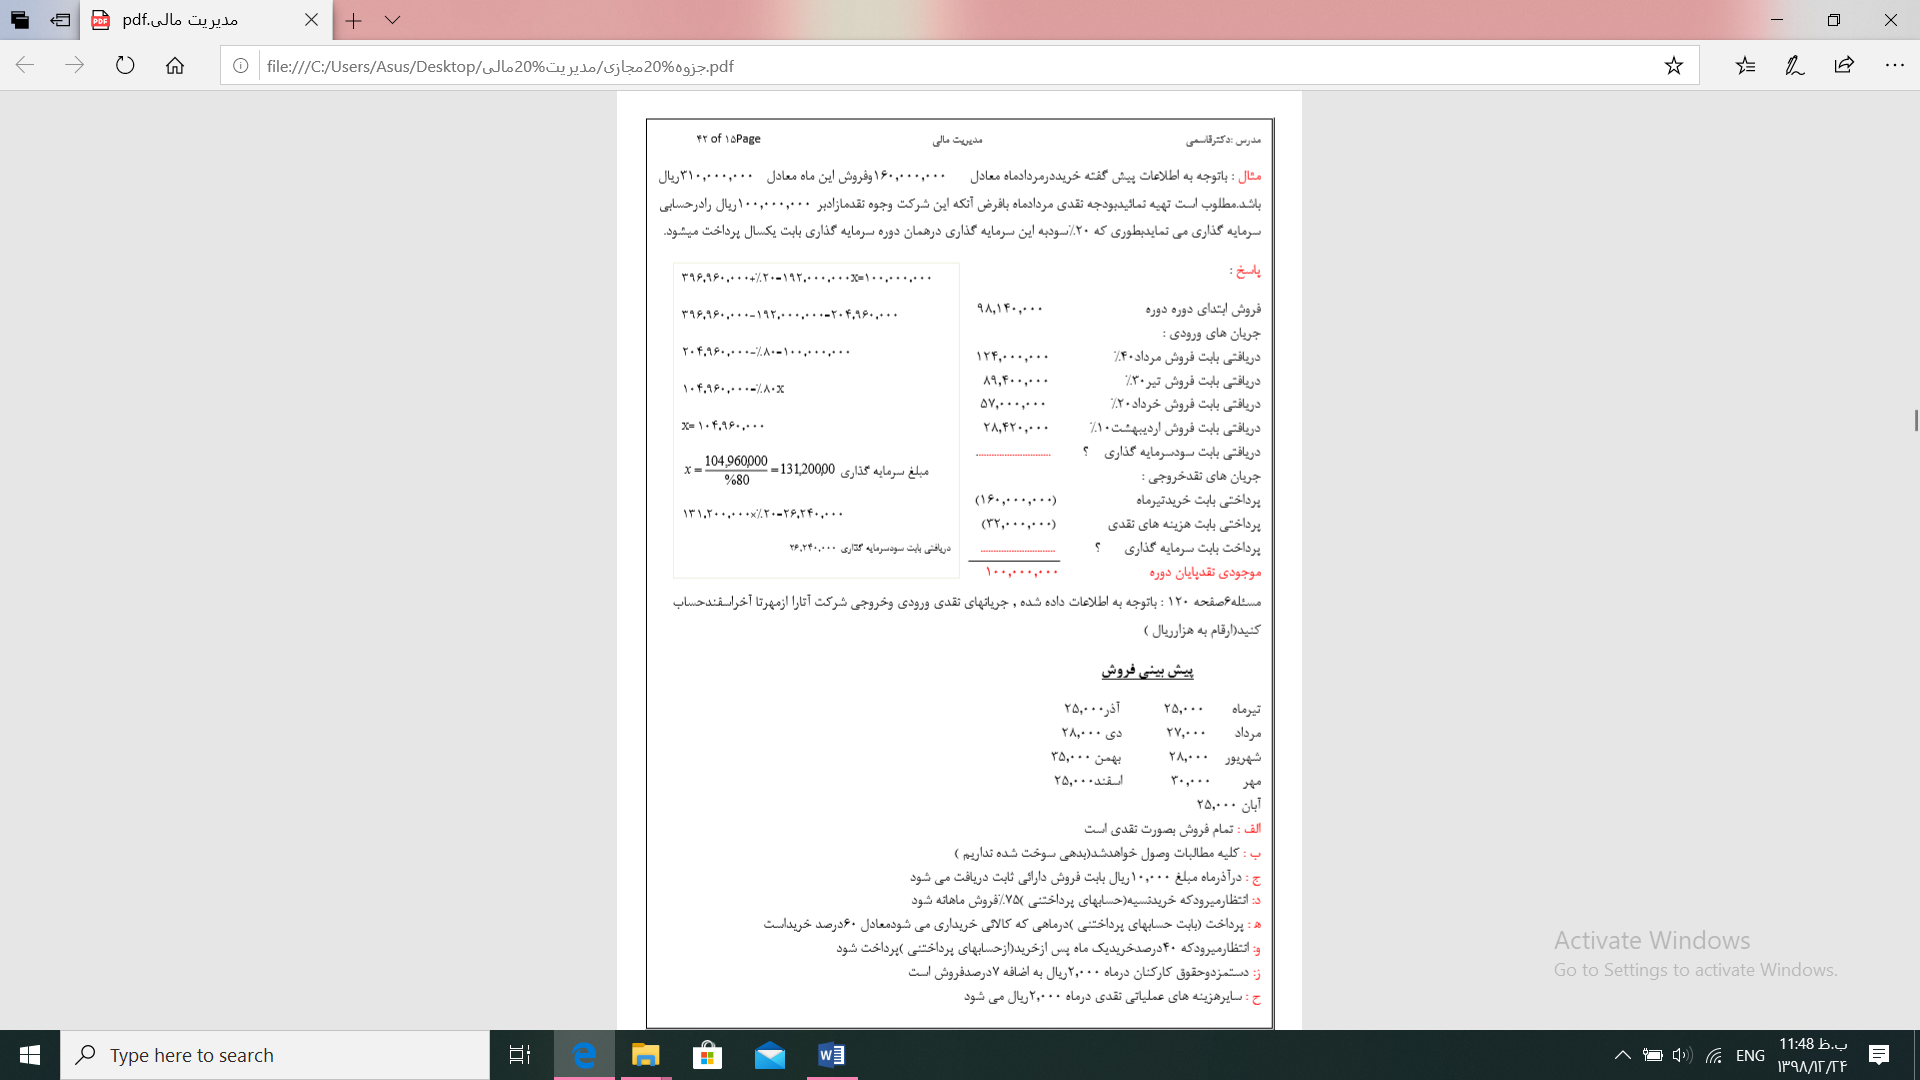 مدیریت مالی.pdf
file:///C:/Users/Asus/Desktop/جزوه%20مجازی/مدیریت%20مالی.pdf
مدرس :دکترقاسمی مدیریت مالی ۴۲ of ۱۵Page
مثال : باتوجه به اطلاعات پیش گفته خریددرمردادماه معادل ۱۶۰,۰۰۰,۰۰۰وفروش این ماه معادل ۳۱۰,۰۰۰,۰۰۰ریال
باشد.مطلوب است تهیه نمائیدبودجه نقدی مردادماه بافرض آنکه این شرکت وجوه نقدمازادبر ۱۰۰,۰۰۰,۰۰۰ریال رادرحسابی
سرمایه گذاری می نمایدبطوری که ۲۰٪سودبه این سرمایه گذاری درهمان دوره سرمایه گذاری بابت یکسال پرداخت میشود.
پاسخ :
فروش ابتدای دوره دوره ۹۸,۱۴۰,۰۰۰
جریان های ورودی :
دریافتی بابت فروش مرداد۴۰٪ ۱۲۴,۰۰۰,۰۰۰
دریافتی بابت فروش تیر۳۰٪ ۸۹,۴۰۰,۰۰۰
دریافتی بابت فروش خرداد۲۰٪ ۵۷,۰۰۰,۰۰۰
دریافتی بابت فروش اردیبهشت۱۰٪ ۲۸,۴۲۰,۰۰۰
دریافتی بابت سودسرمایه گذاری ؟ ............................
جریان های نقدخروجی :
پرداختی بابت خریدتیرماه (۱۶۰,۰۰۰,۰۰۰)
پرداختی بابت هزینه های نقدی (۳۲,۰۰۰,۰۰۰)
پرداخت بابت سرمایه گذاری ؟ ............................
موجودی نقدپایان دوره ۱۰۰,۰۰۰,۰۰۰
۳۹۶,۹۶۰,۰۰۰+٪۲۰-۱۹۲,۰۰۰,۰۰۰x=۱۰۰,۰۰۰,۰۰۰
۳۹۶,۹۶۰,۰۰۰-۱۹۲,۰۰۰,۰۰۰=۲۰۴,۹۶۰,۰۰۰
۲۰۴,۹۶۰,۰۰۰-٪۸۰=۱۰۰,۰۰۰,۰۰۰
۱۰۴,۹۶۰,۰۰۰=٪۸۰x
x= ۱۰۴,۹۶۰,۰۰۰
x = 104,960,000 / %80 = 131,200,00 مبلغ سرمایه گذاری
۱۳۱,۲۰۰,۰۰۰×٪۲۰=۲۶,۲۴۰,۰۰۰
دریافتی بابت سودسرمایه گذاری ۲۶,۲۴۰,۰۰۰
مسئله۶صفحه ۱۲۰ : باتوجه به اطلاعات داده شده , جریانهای نقدی ورودی وخروجی شرکت آتارا ازمهرتا آخراسفندحساب
کنید(ارقام به هزارریال )
پیش بینی فروش
تیرماه ۲۵,۰۰۰ آذر۲۵,۰۰۰
مرداد ۲۷,۰۰۰ دی ۲۸,۰۰۰
شهریور ۲۸,۰۰۰ بهمن ۳۵,۰۰۰
مهر ۳۰,۰۰۰ اسفند۲۵,۰۰۰
آبان ۲۵,۰۰۰
الف : تمام فروش بصورت نقدی است
ب : کلیه مطالبات وصول خواهدشد(بدهی سوخت شده نداریم )
ج : درآذرماه مبلغ ۱۰,۰۰۰ریال بابت فروش دارائی ثابت دریافت می شود
د: انتظارمیرودکه خریدنسیه(حسابهای پرداختنی )۷۵٪فروش ماهانه شود
ه : پرداخت (بابت حسابهای پرداختنی )درماهی که کالائی خریداری می شودمعادل ۶۰درصد خریداست
و: انتظارمیرودکه ۴۰درصدخریدیک ماه پس ازخرید(ازحسابهای پرداختنی )پرداخت شود
ز: دستمزدوحقوق کارکنان درماه ۲,۰۰۰ریال به اضافه ۷درصدفروش است
ح : سایرهزینه های عملیاتی نقدی درماه ۲,۰۰۰ریال می شود
Activate Windows
Go to Settings to activate Windows.
Type here to search
ENG
11:48 ب.ظ
۱۳۹۸/۱۲/۲۴